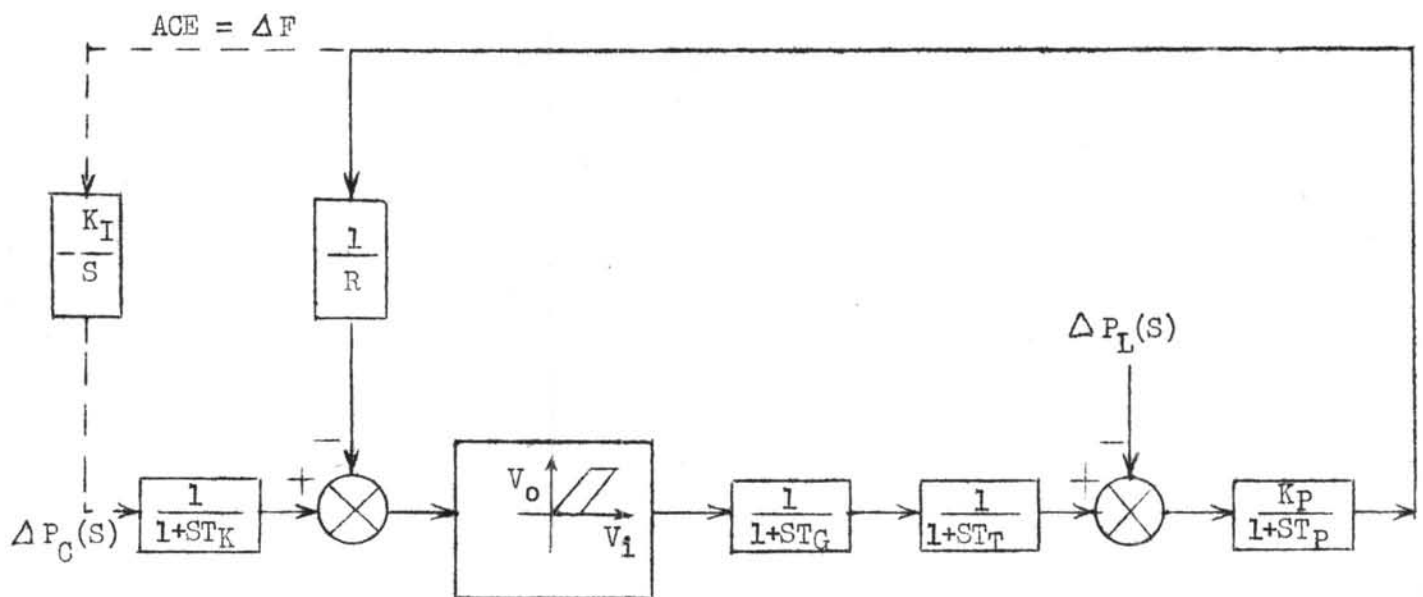 ACE = ΔF
K_I
-
S
1
R
ΔP_L(S)
-
-
+
V_o
V_i
+
ΔP_C(S)
1
1+ST_K
1
1+ST_G
1
1+ST_T
K_P
1+ST_P